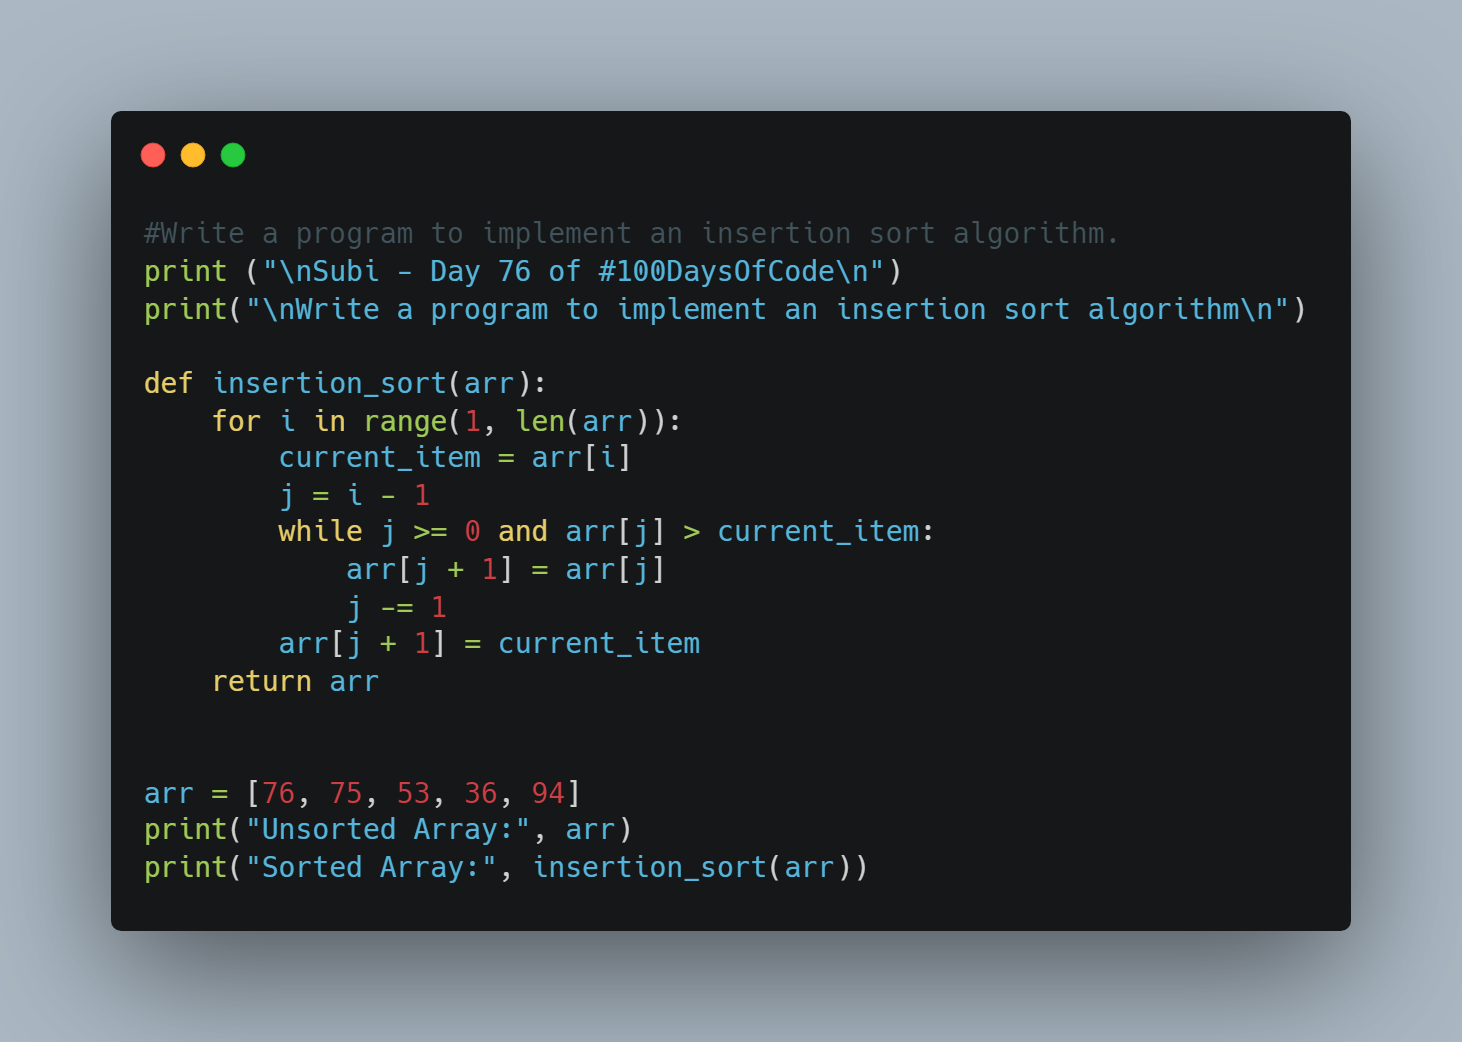 #Write a program to implement an insertion sort algorithm.
print ("\nSubi - Day 76 of #100DaysOfCode\n")
print("\nWrite a program to implement an insertion sort algorithm\n")

def insertion_sort(arr):
    for i in range(1, len(arr)):
        current_item = arr[i]
        j = i - 1
        while j >= 0 and arr[j] > current_item:
            arr[j + 1] = arr[j]
            j -= 1
        arr[j + 1] = current_item
    return arr


arr = [76, 75, 53, 36, 94]
print("Unsorted Array:", arr)
print("Sorted Array:", insertion_sort(arr))